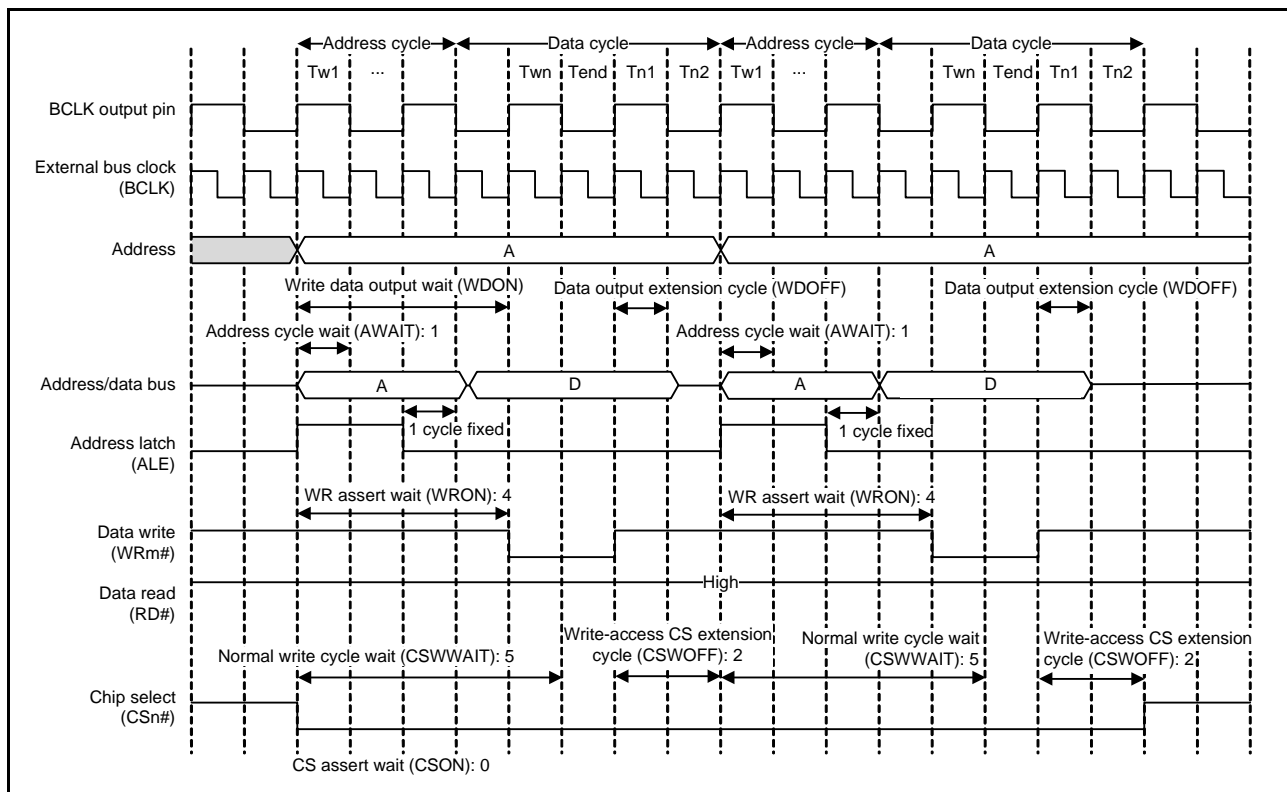 Address cycle Data cycle Address cycle Data cycle
Tw1 ... Twn Tend Tn1 Tn2 Tw1 ... Twn Tend Tn1 Tn2
BCLK output pin
External bus clock
(BCLK)
Address
A A
Write data output wait (WDON) Data output extension cycle (WDOFF) Data output extension cycle (WDOFF)
Address cycle wait (AWAIT): 1 Address cycle wait (AWAIT): 1
Address/data bus
A D A D
1 cycle fixed 1 cycle fixed
Address latch
(ALE)
WR assert wait (WRON): 4 WR assert wait (WRON): 4
Data write
(WRm#)
High
Data read
(RD#)
Normal write cycle wait (CSWWAIT): 5
Write-access CS extension
cycle (CSWOFF): 2
Normal write cycle wait
(CSWWAIT): 5
Write-access CS extension
cycle (CSWOFF): 2
Chip select
(CSn#)
CS assert wait (CSON): 0